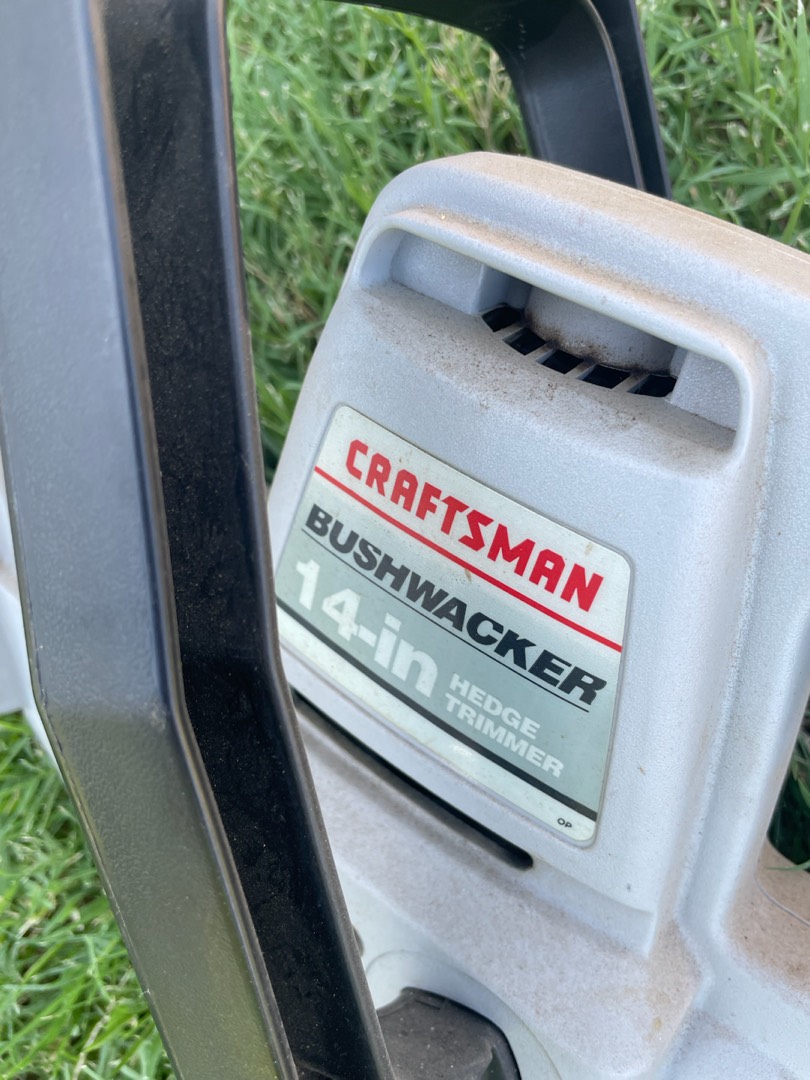 CRAFTSMAN
BUSHWACKER
14-in HEDGE
TRIMMER
OP